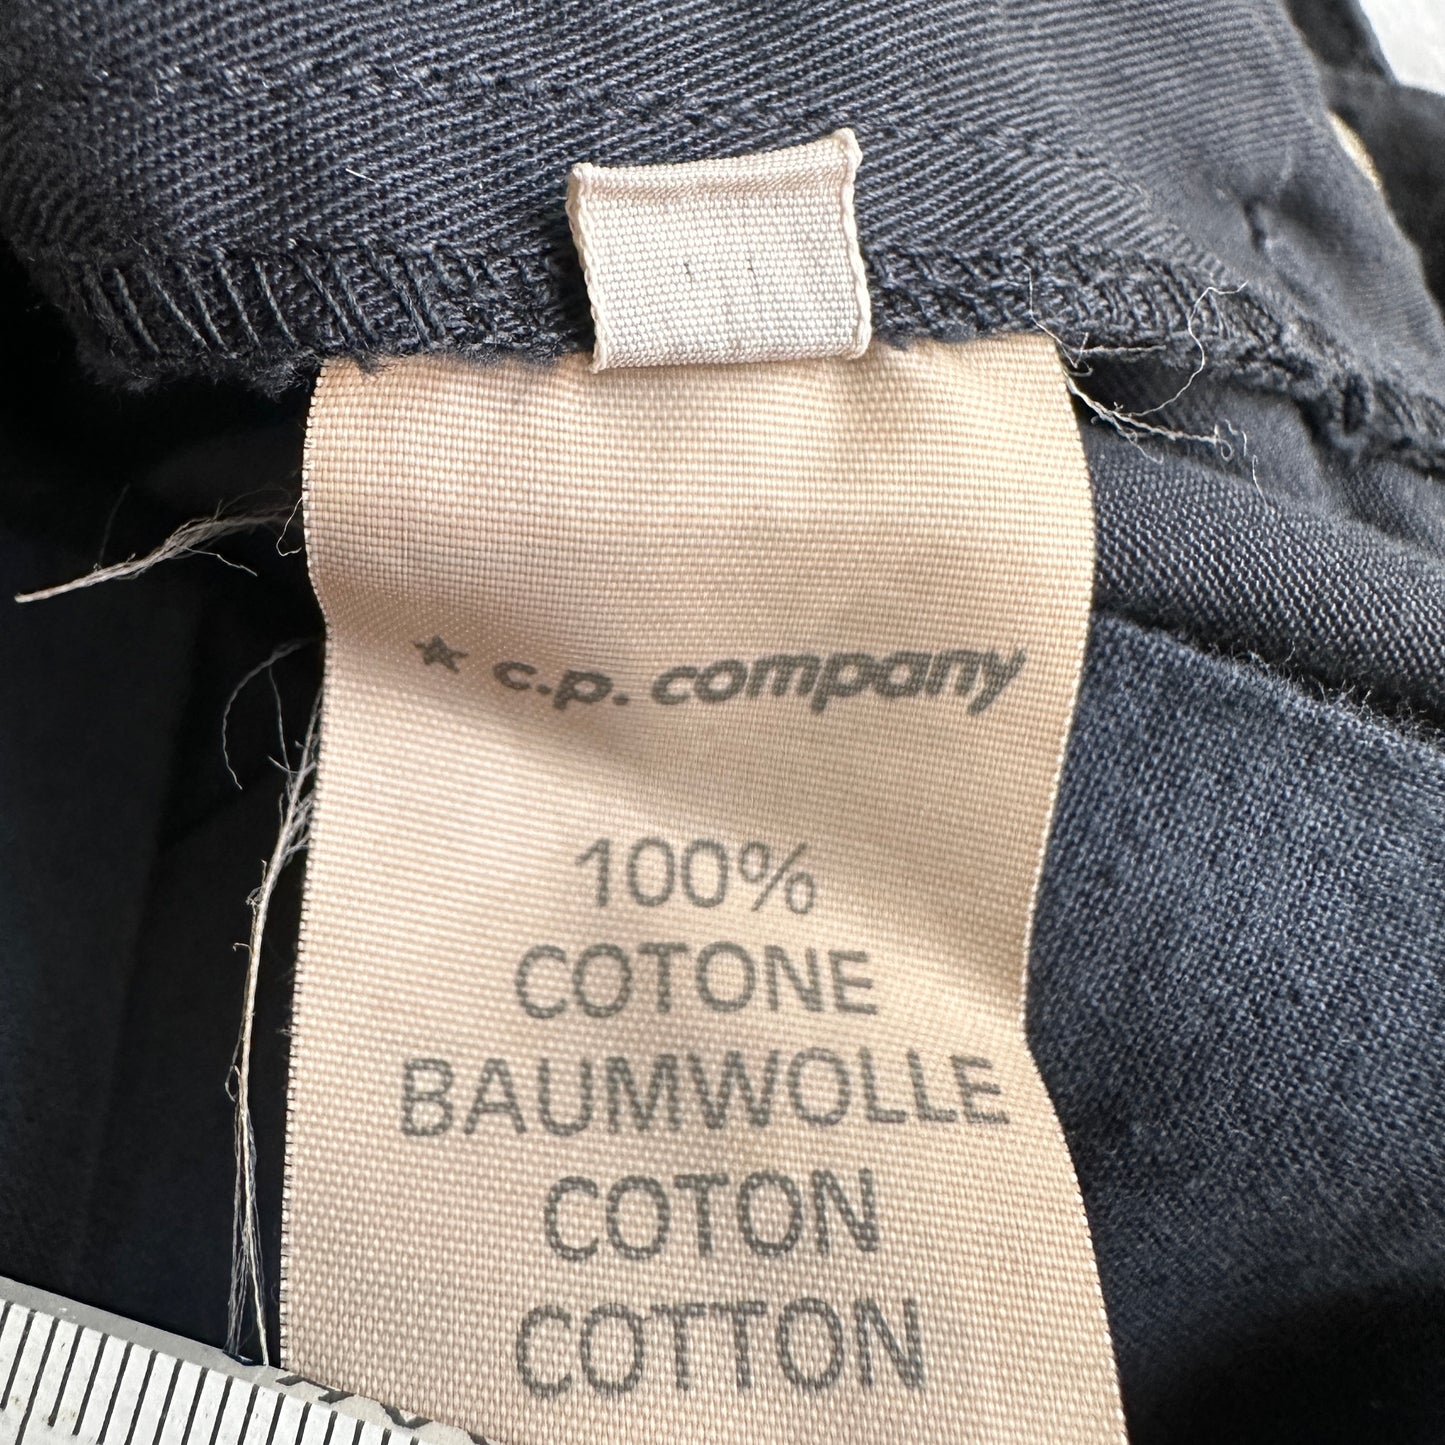 ★ c.p. company
100%
COTONE
BAUMWOLLE
COTON
COTTON